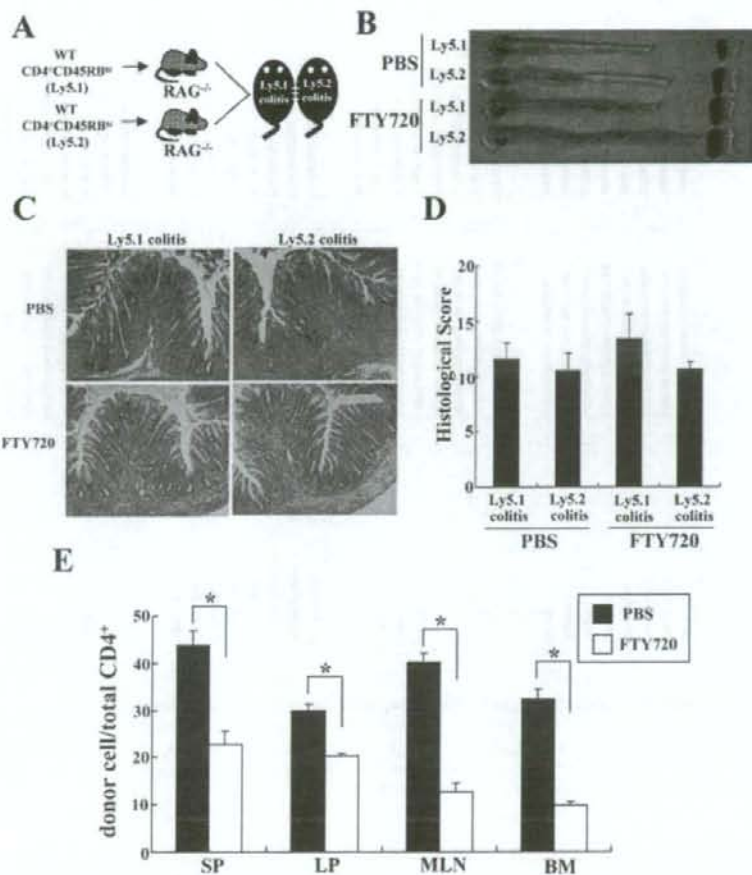 A
WT
CD4⁺CD45RBʰⁱ
(Ly5.1)
WT
CD4⁺CD45RBʰⁱ
(Ly5.2)
RAG⁻/⁻
RAG⁻/⁻
Ly5.1
colitis
Ly5.2
colitis
B
PBS
Ly5.1
Ly5.2
FTY720
Ly5.1
Ly5.2
C
Ly5.1 colitis
Ly5.2 colitis
PBS
FTY720
D
Histological Score
20
15
10
5
0
Ly5.1
colitis
Ly5.2
colitis
Ly5.1
colitis
Ly5.2
colitis
PBS
FTY720
E
donor cell/total CD4⁺
50
40
30
20
10
0
*
*
*
*
PBS
FTY720
SP
LP
MLN
BM